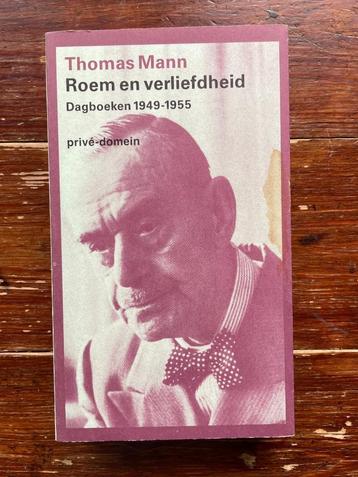 Thomas Mann
Roem en verliefdheid
Dagboeken 1949-1955
privé-domein